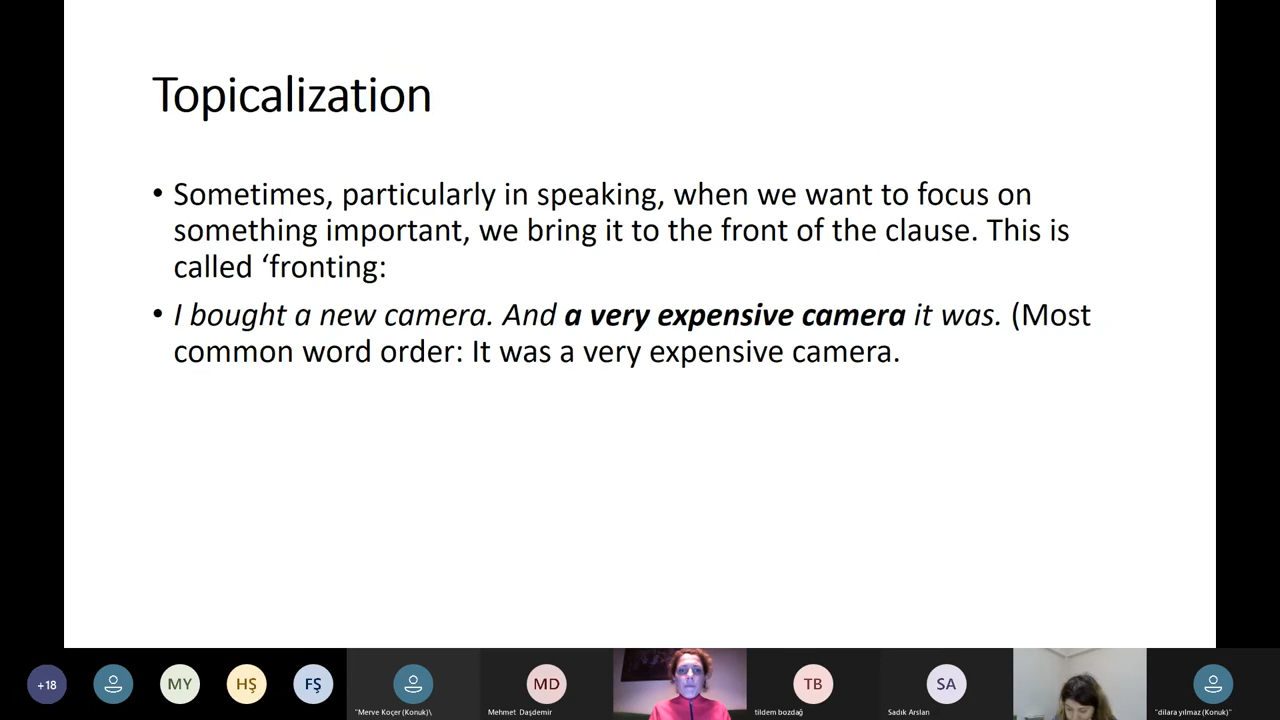 Topicalization
• Sometimes, particularly in speaking, when we want to focus on
something important, we bring it to the front of the clause. This is
called ‘fronting:
• I bought a new camera. And a very expensive camera it was. (Most
common word order: It was a very expensive camera.
+18
MY
HŞ
FŞ
MD
TB
SA
"Merve Koçer (Konuk)\
Mehmet Daşdemir
tildem bozdağ
Sadık Arslan
"dilara yılmaz (Konuk)"